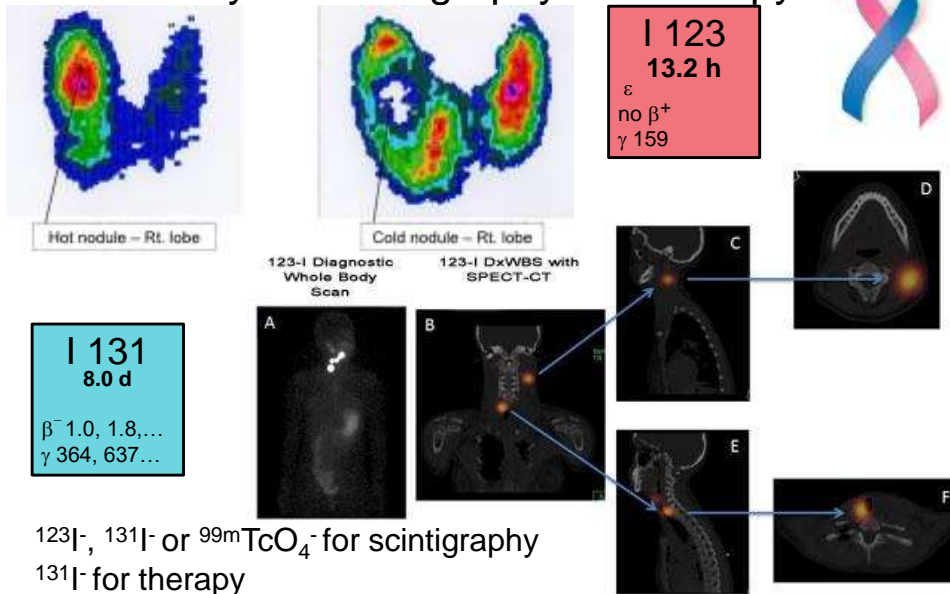 I 123
13.2 h
ε
no β⁺
γ 159
Hot nodule – Rt. lobe
Cold nodule – Rt. lobe
123-I Diagnostic
Whole Body
Scan
123-I DxWBS with
SPECT-CT
A
B
C
D
E
F
I 131
8.0 d
β⁻ 1.0, 1.8,...
γ 364, 637...
¹²³I⁻, ¹³¹I⁻ or ⁹⁹ᵐTcO₄⁻ for scintigraphy
¹³¹I⁻ for therapy